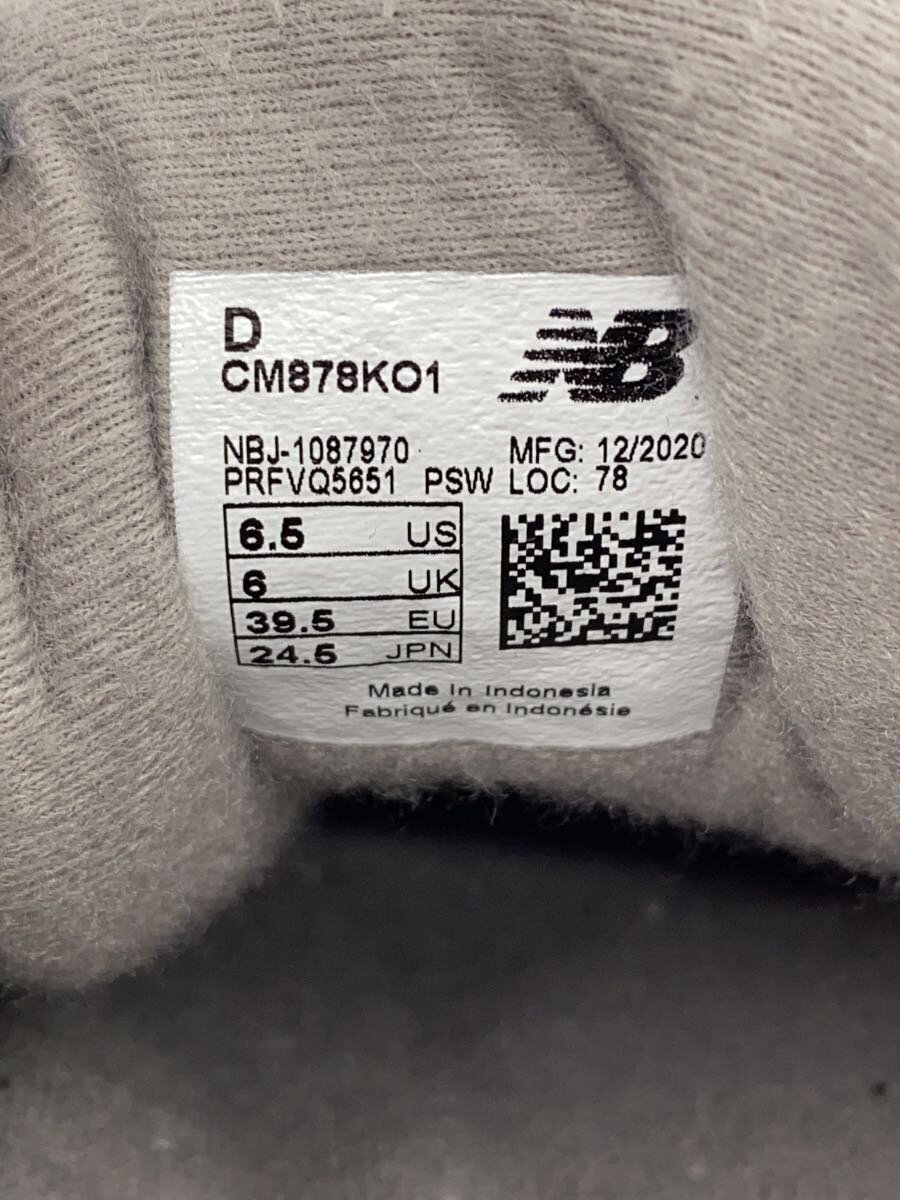 D
NB
CM878KO1
NBJ-1087970 MFG: 12/2020
PRFVQ5651 PSW LOC: 78
6.5 US
6 UK
39.5 EU
24.5 JPN
Made in Indonesia
Fabriqué en Indonésie